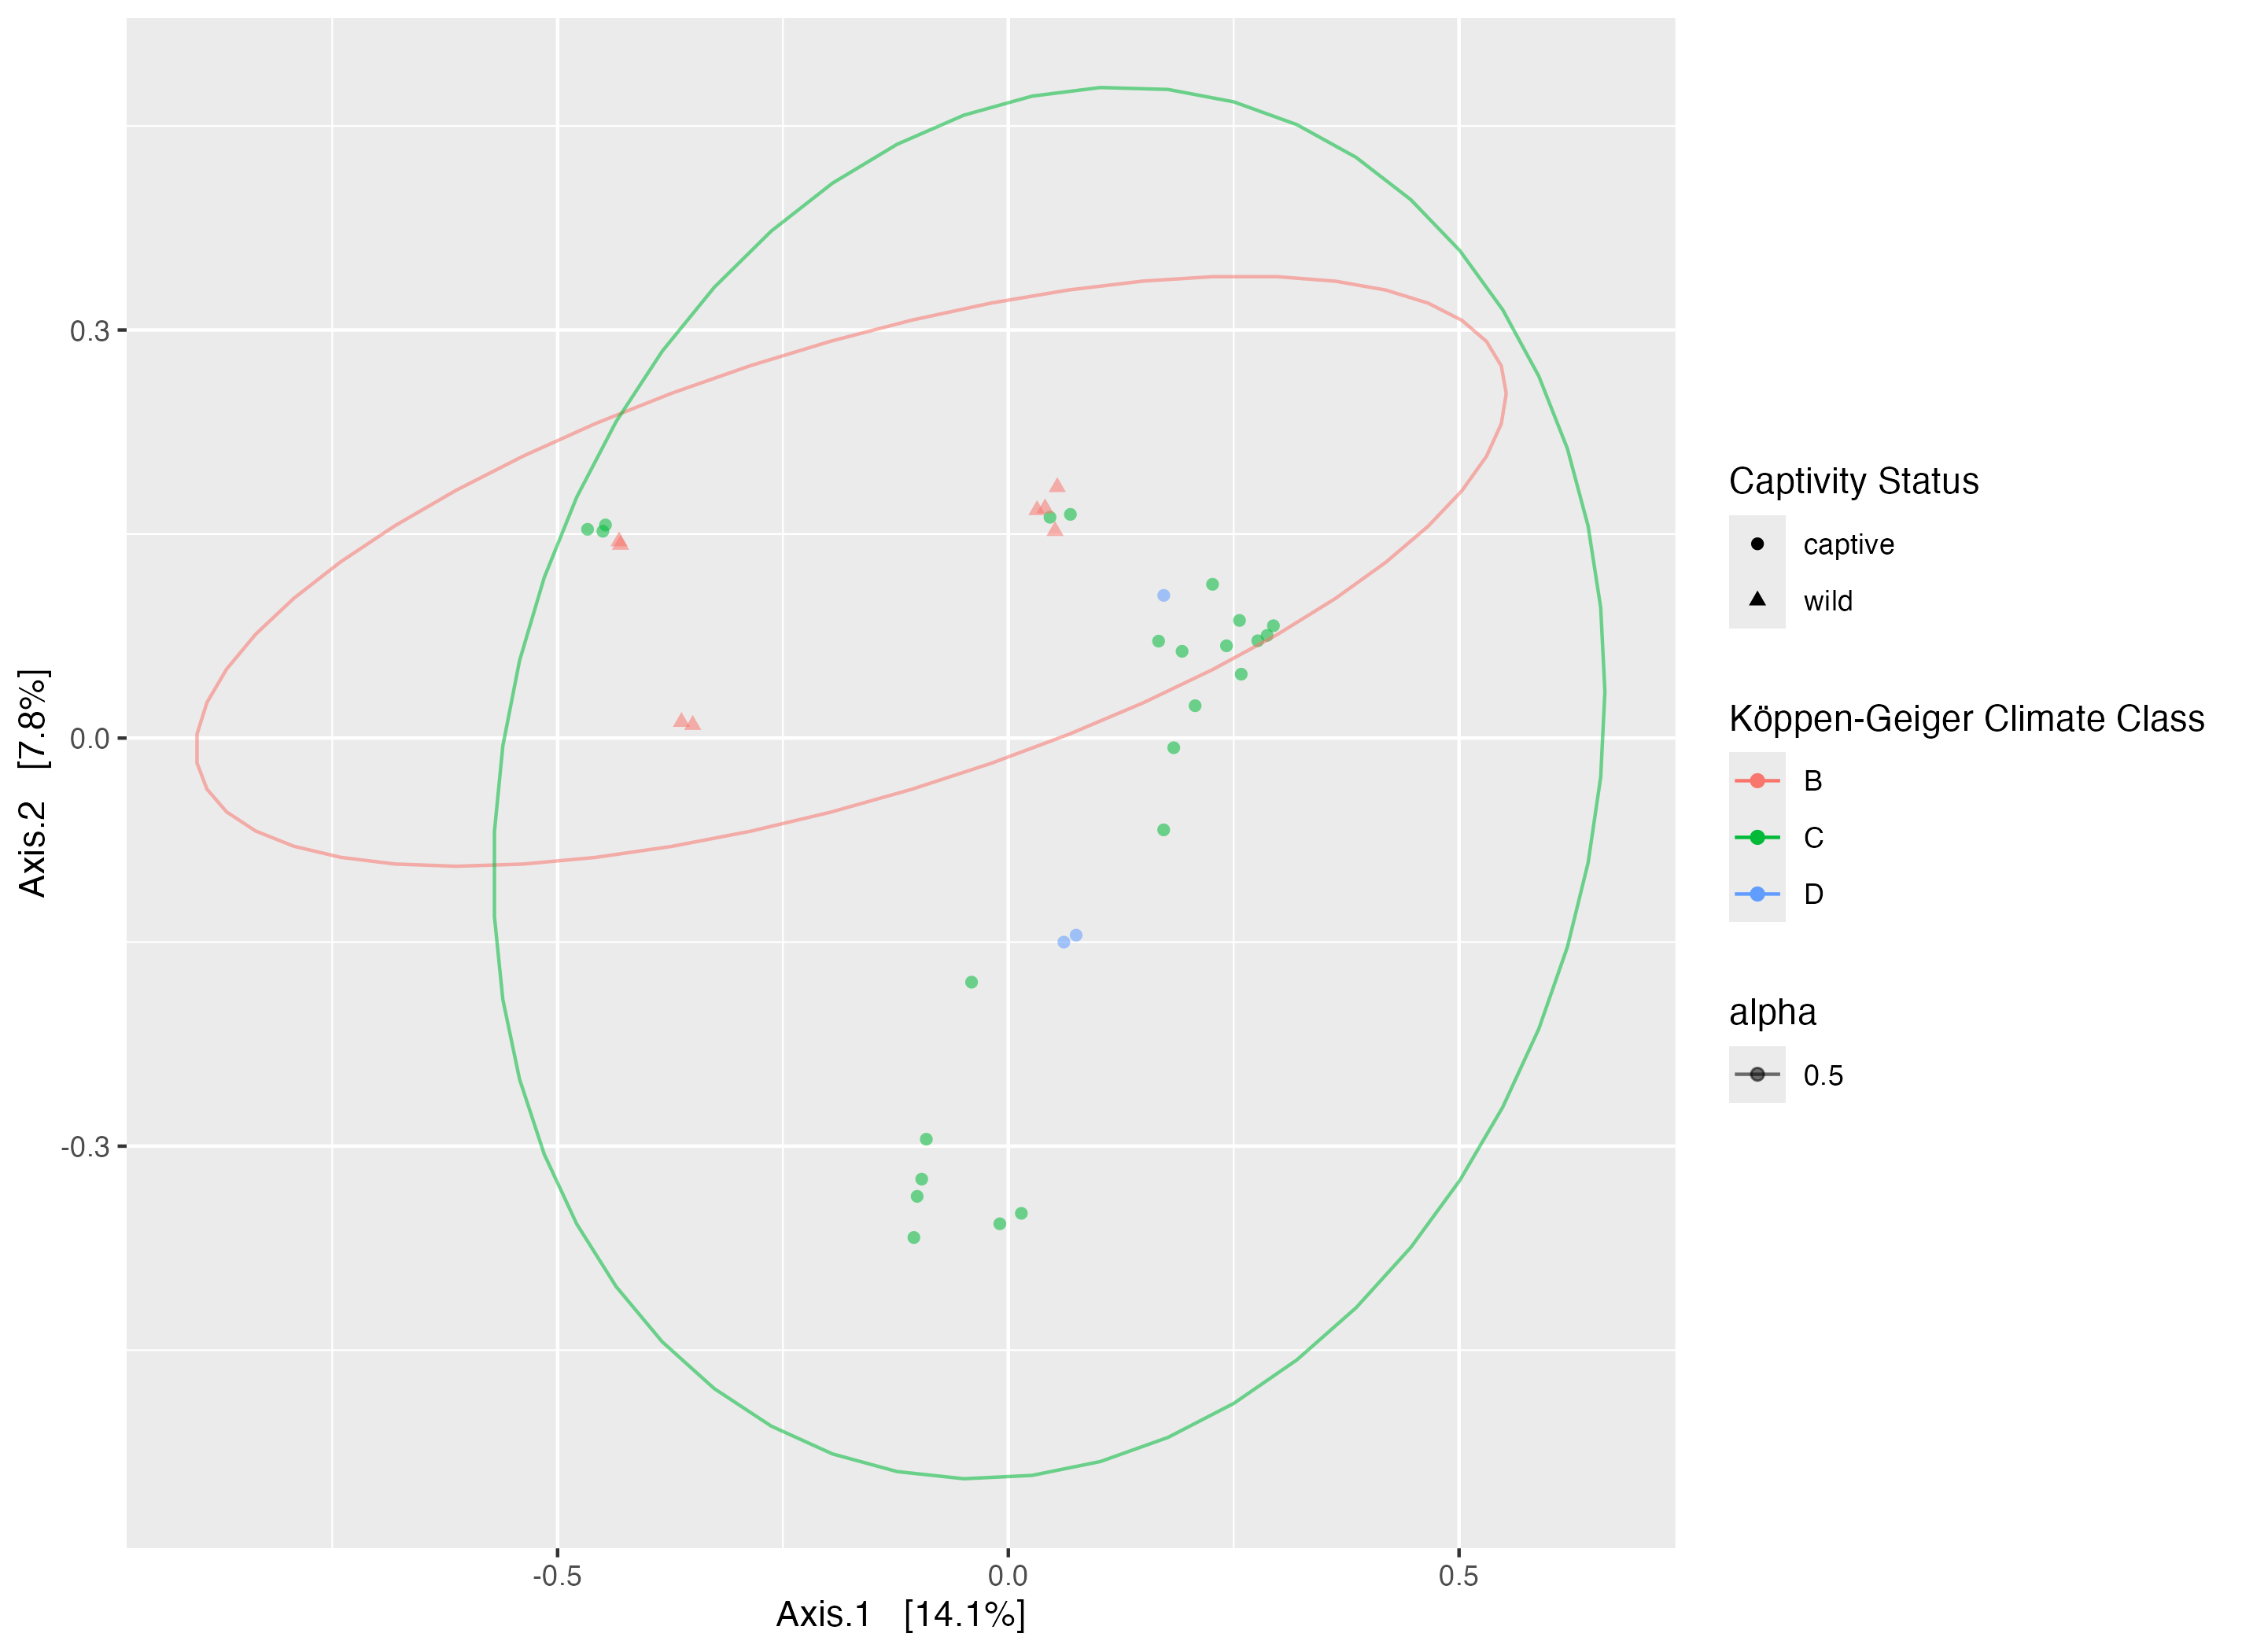 0.3
0.0
-0.3
Axis.2 [7.8%]
-0.5
0.0
0.5
Axis.1 [14.1%]
Captivity Status
captive
wild
Köppen-Geiger Climate Class
B
C
D
alpha
0.5